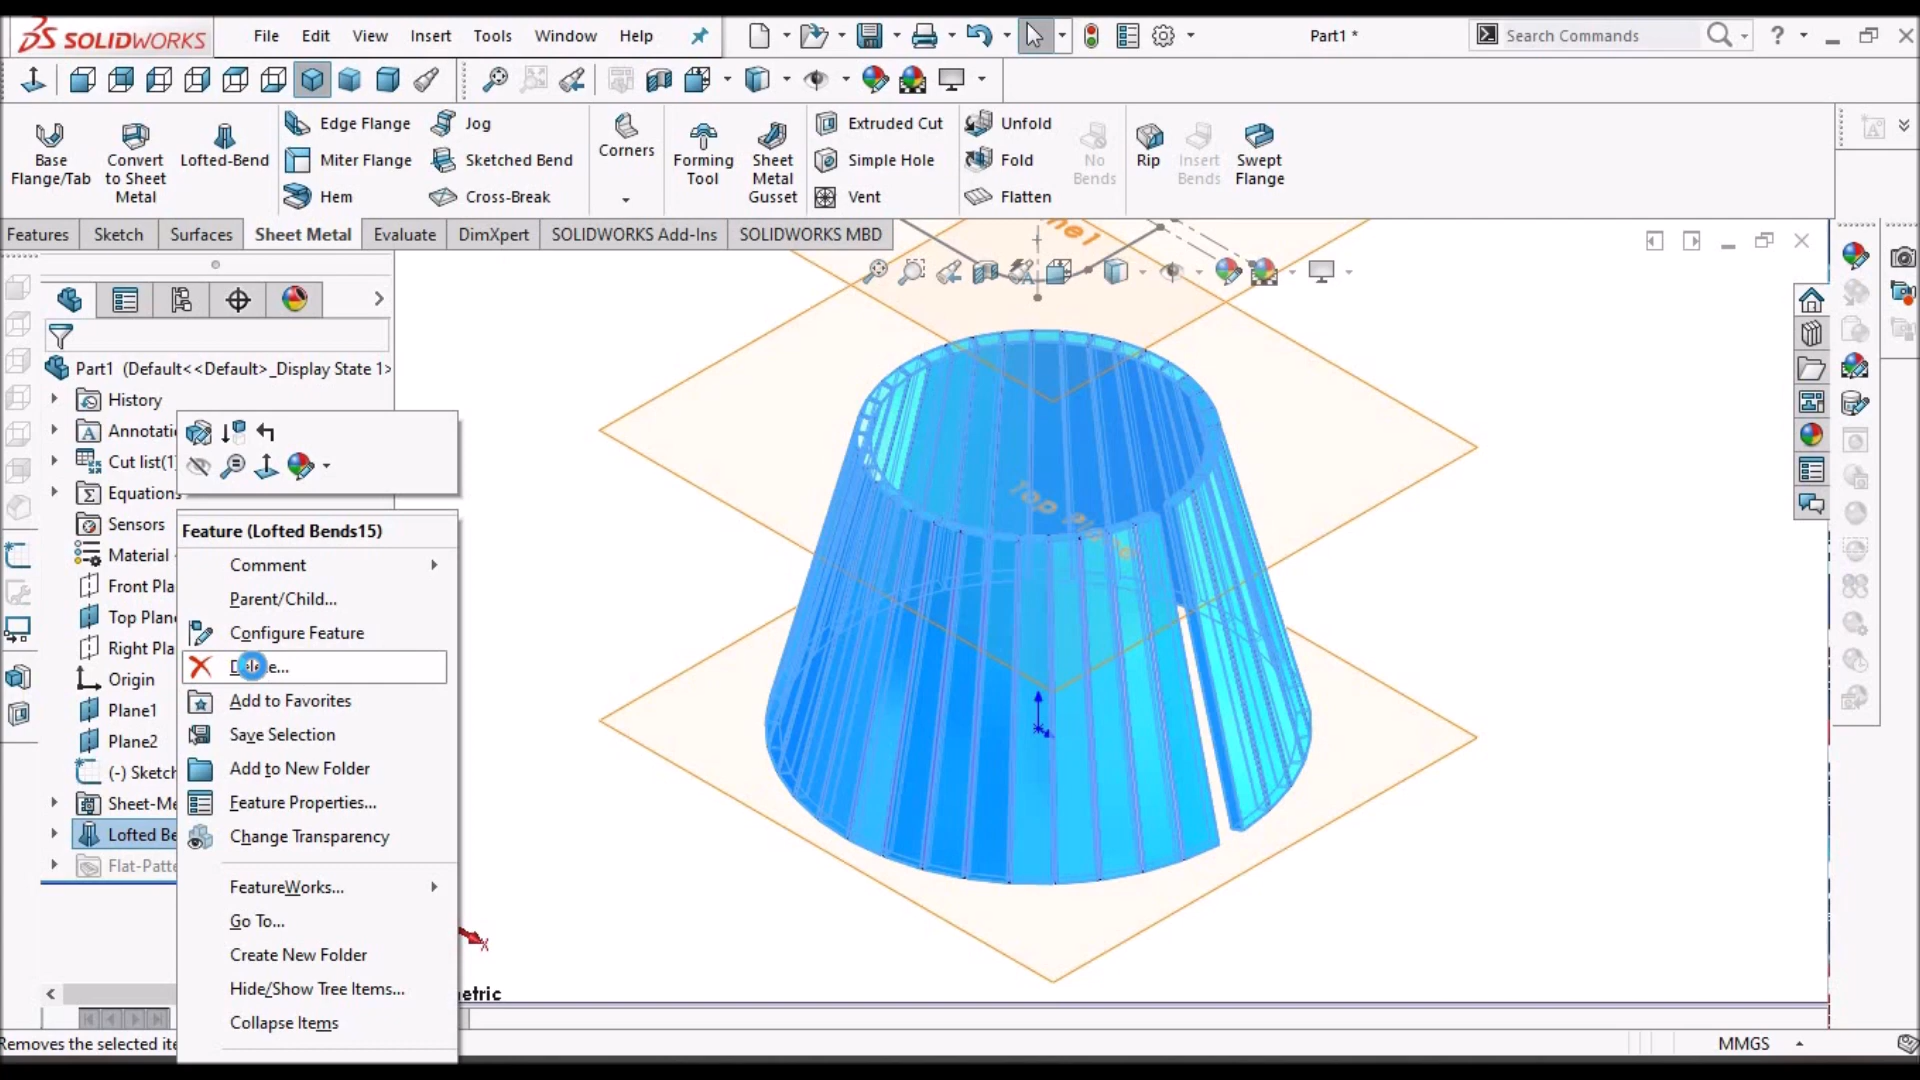 SOLIDWORKS File Edit View Insert Tools Window Help Part1 * Search Commands ?
Base Flange/Tab
Convert to Sheet Metal
Lofted-Bend
Edge Flange
Miter Flange
Hem
Jog
Sketched Bend
Cross-Break
Corners
Forming Tool
Sheet Metal Gusset
Extruded Cut
Simple Hole
Vent
Unfold
Fold
Flatten
No Bends
Rip
Insert Bends
Swept Flange
Features Sketch Surfaces Sheet Metal Evaluate DimXpert SOLIDWORKS Add-Ins SOLIDWORKS MBD
Part1 (Default<<Default>_Display State 1>
History
Annotati
Cut list(1
Equations
Sensors
Material
Front Pla
Top Plane
Right Pla
Origin
Plane1
Plane2
(-) Sketch
Sheet-Me
Lofted Be
Flat-Patte
Feature (Lofted Bends15)
Comment
Parent/Child...
Configure Feature
Add to Favorites
Save Selection
Add to New Folder
Feature Properties...
Change Transparency
FeatureWorks...
Go To...
Create New Folder
Hide/Show Tree Items...
Collapse Items
ne1
X
etric
Removes the selected ite
MMGS